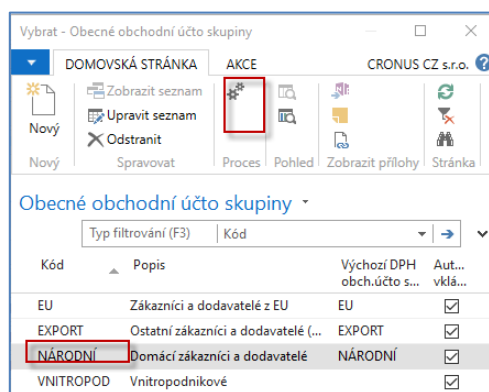 Vybrat - Obecné obchodní účto skupiny
DOMOVSKÁ STRÁNKA AKCE CRONUS CZ s.r.o. ?
Nový
Zobrazit seznam
Upravit seznam
Odstranit
Nový Spravovat Proces Pohled Zobrazit přílohy Stránka
Obecné obchodní účto skupiny
Typ filtrování (F3) Kód
Kód Popis Výchozí DPH obch.účto s... Aut... vklá...
EU Zákazníci a dodavatelé z EU EU
EXPORT Ostatní zákazníci a dodavatelé (... EXPORT
NÁRODNÍ Domácí zákazníci a dodavatelé NÁRODNÍ
VNITROPOD Vnitropodnikové